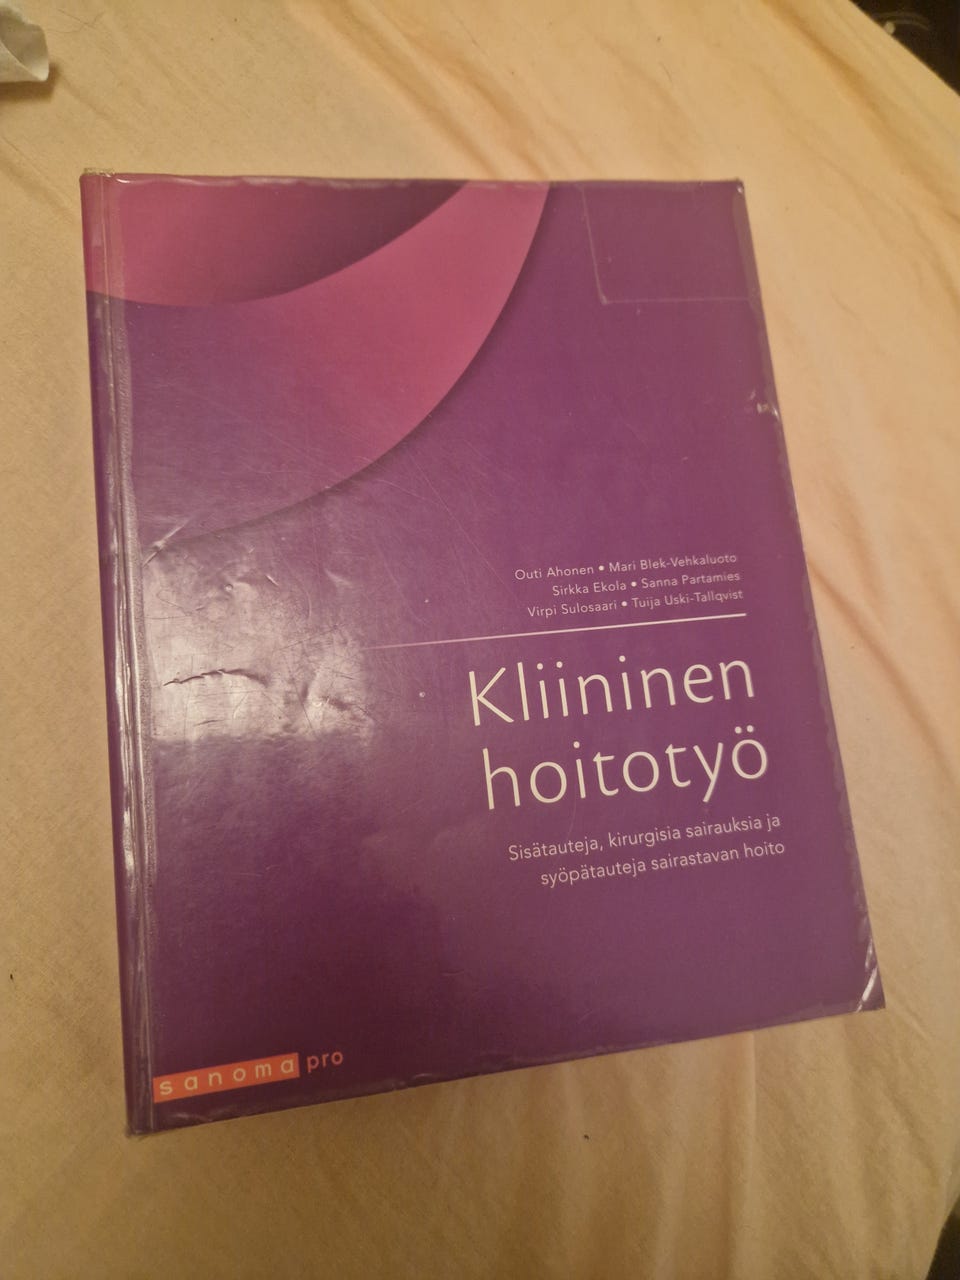 Outi Ahonen • Mari Blek-Vehkaluoto
Sirkka Ekola • Sanna Partamies
Virpi Sulosaari • Tuija Uski-Tallqvist
Kliininen
hoitotyö
Sisätauteja, kirurgisia sairauksia ja
syöpätauteja sairastavan hoito
sanoma pro